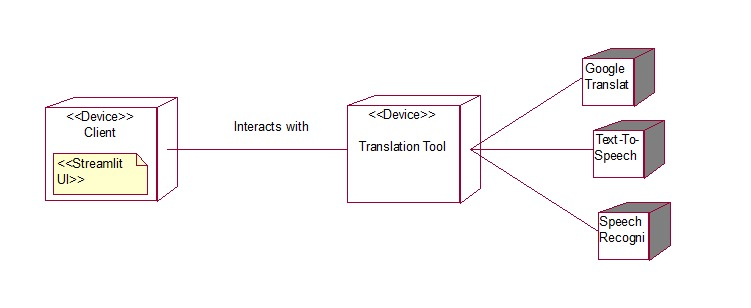 <<Device>>
Client
<<Streamlit
UI>>
Interacts with
<<Device>>
Translation Tool
Google
Translat
Text-To-
Speech
Speech
Recogni